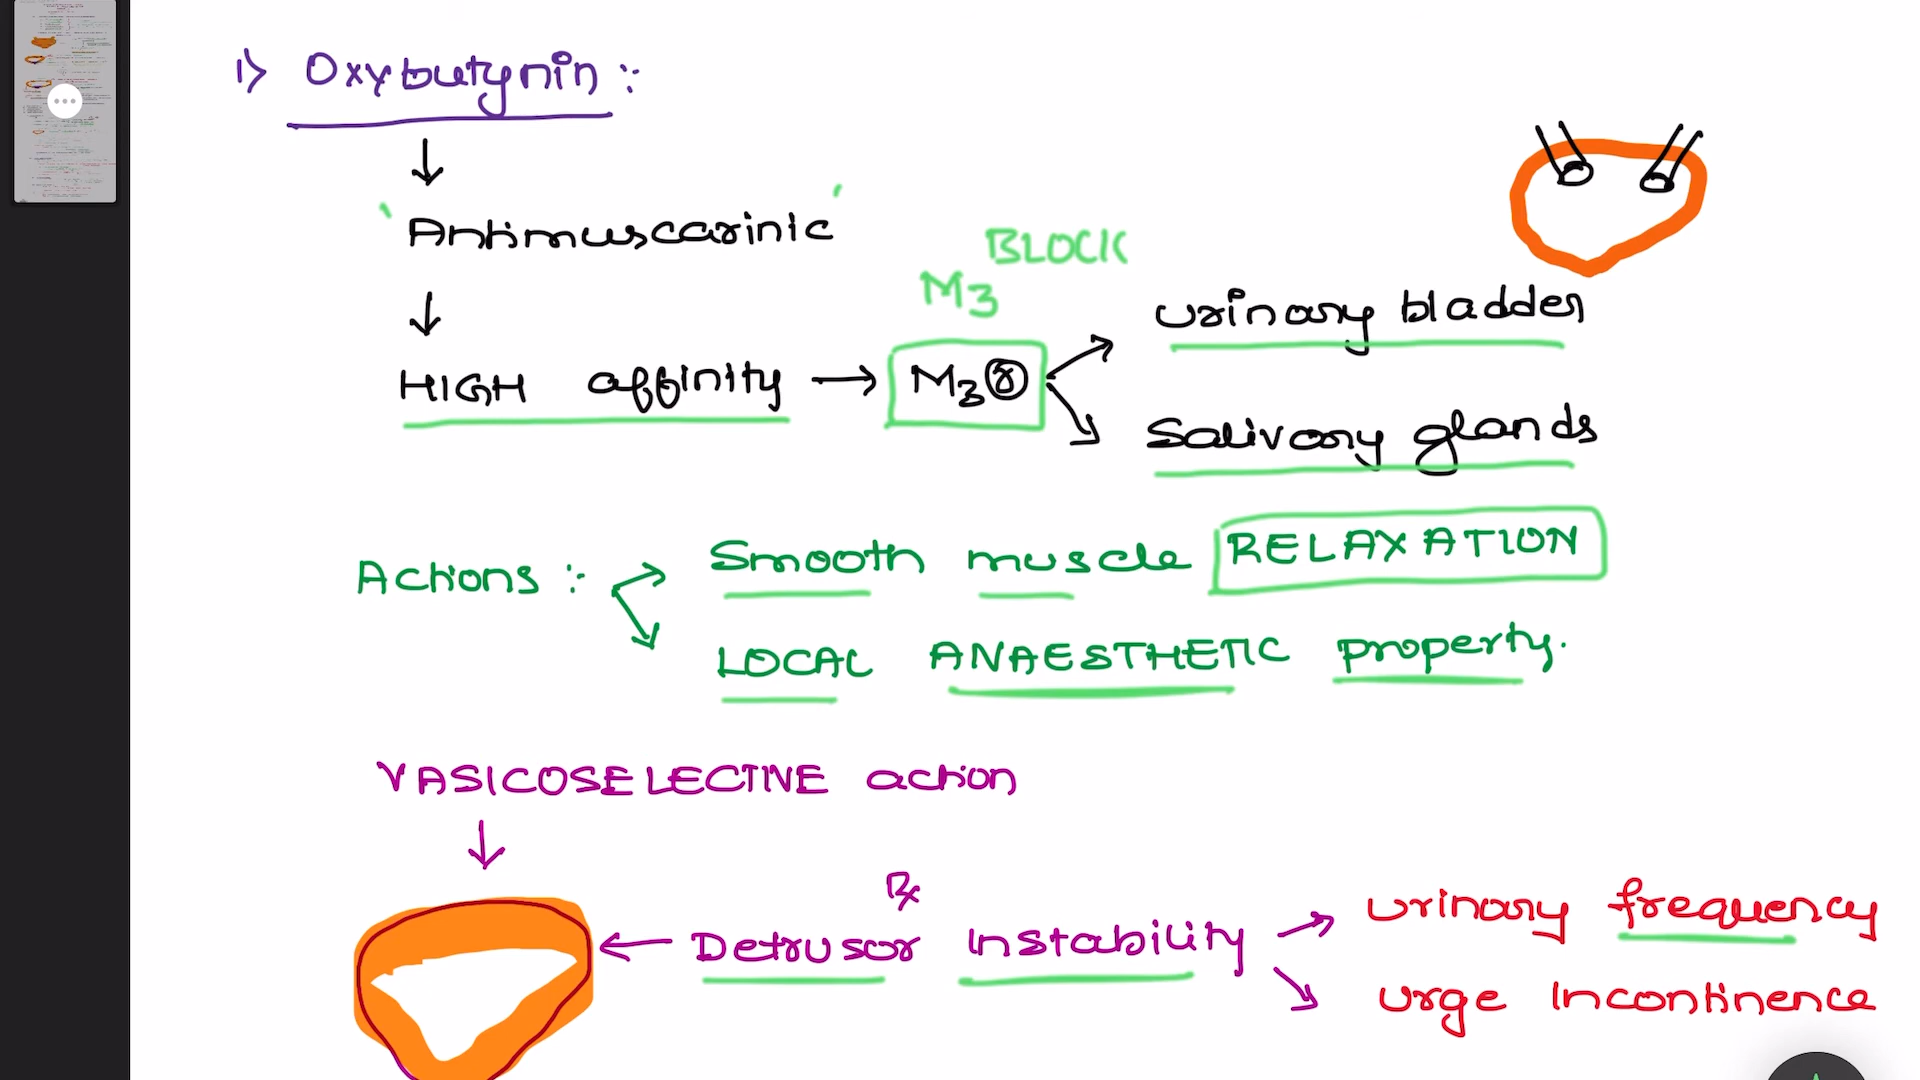 1> Oxybutynin :-
↓
'Antimuscarinic'
↓
BLOCK
M3
HIGH affinity → M3 ⓡ
urinary bladder
Salivary glands
Actions :-
Smooth muscle RELAXATION
LOCAL ANAESTHETIC property.
VASICOSELECTIVE action
↓
Rx
← Detrusor Instability
urinary frequency
urge Incontinence